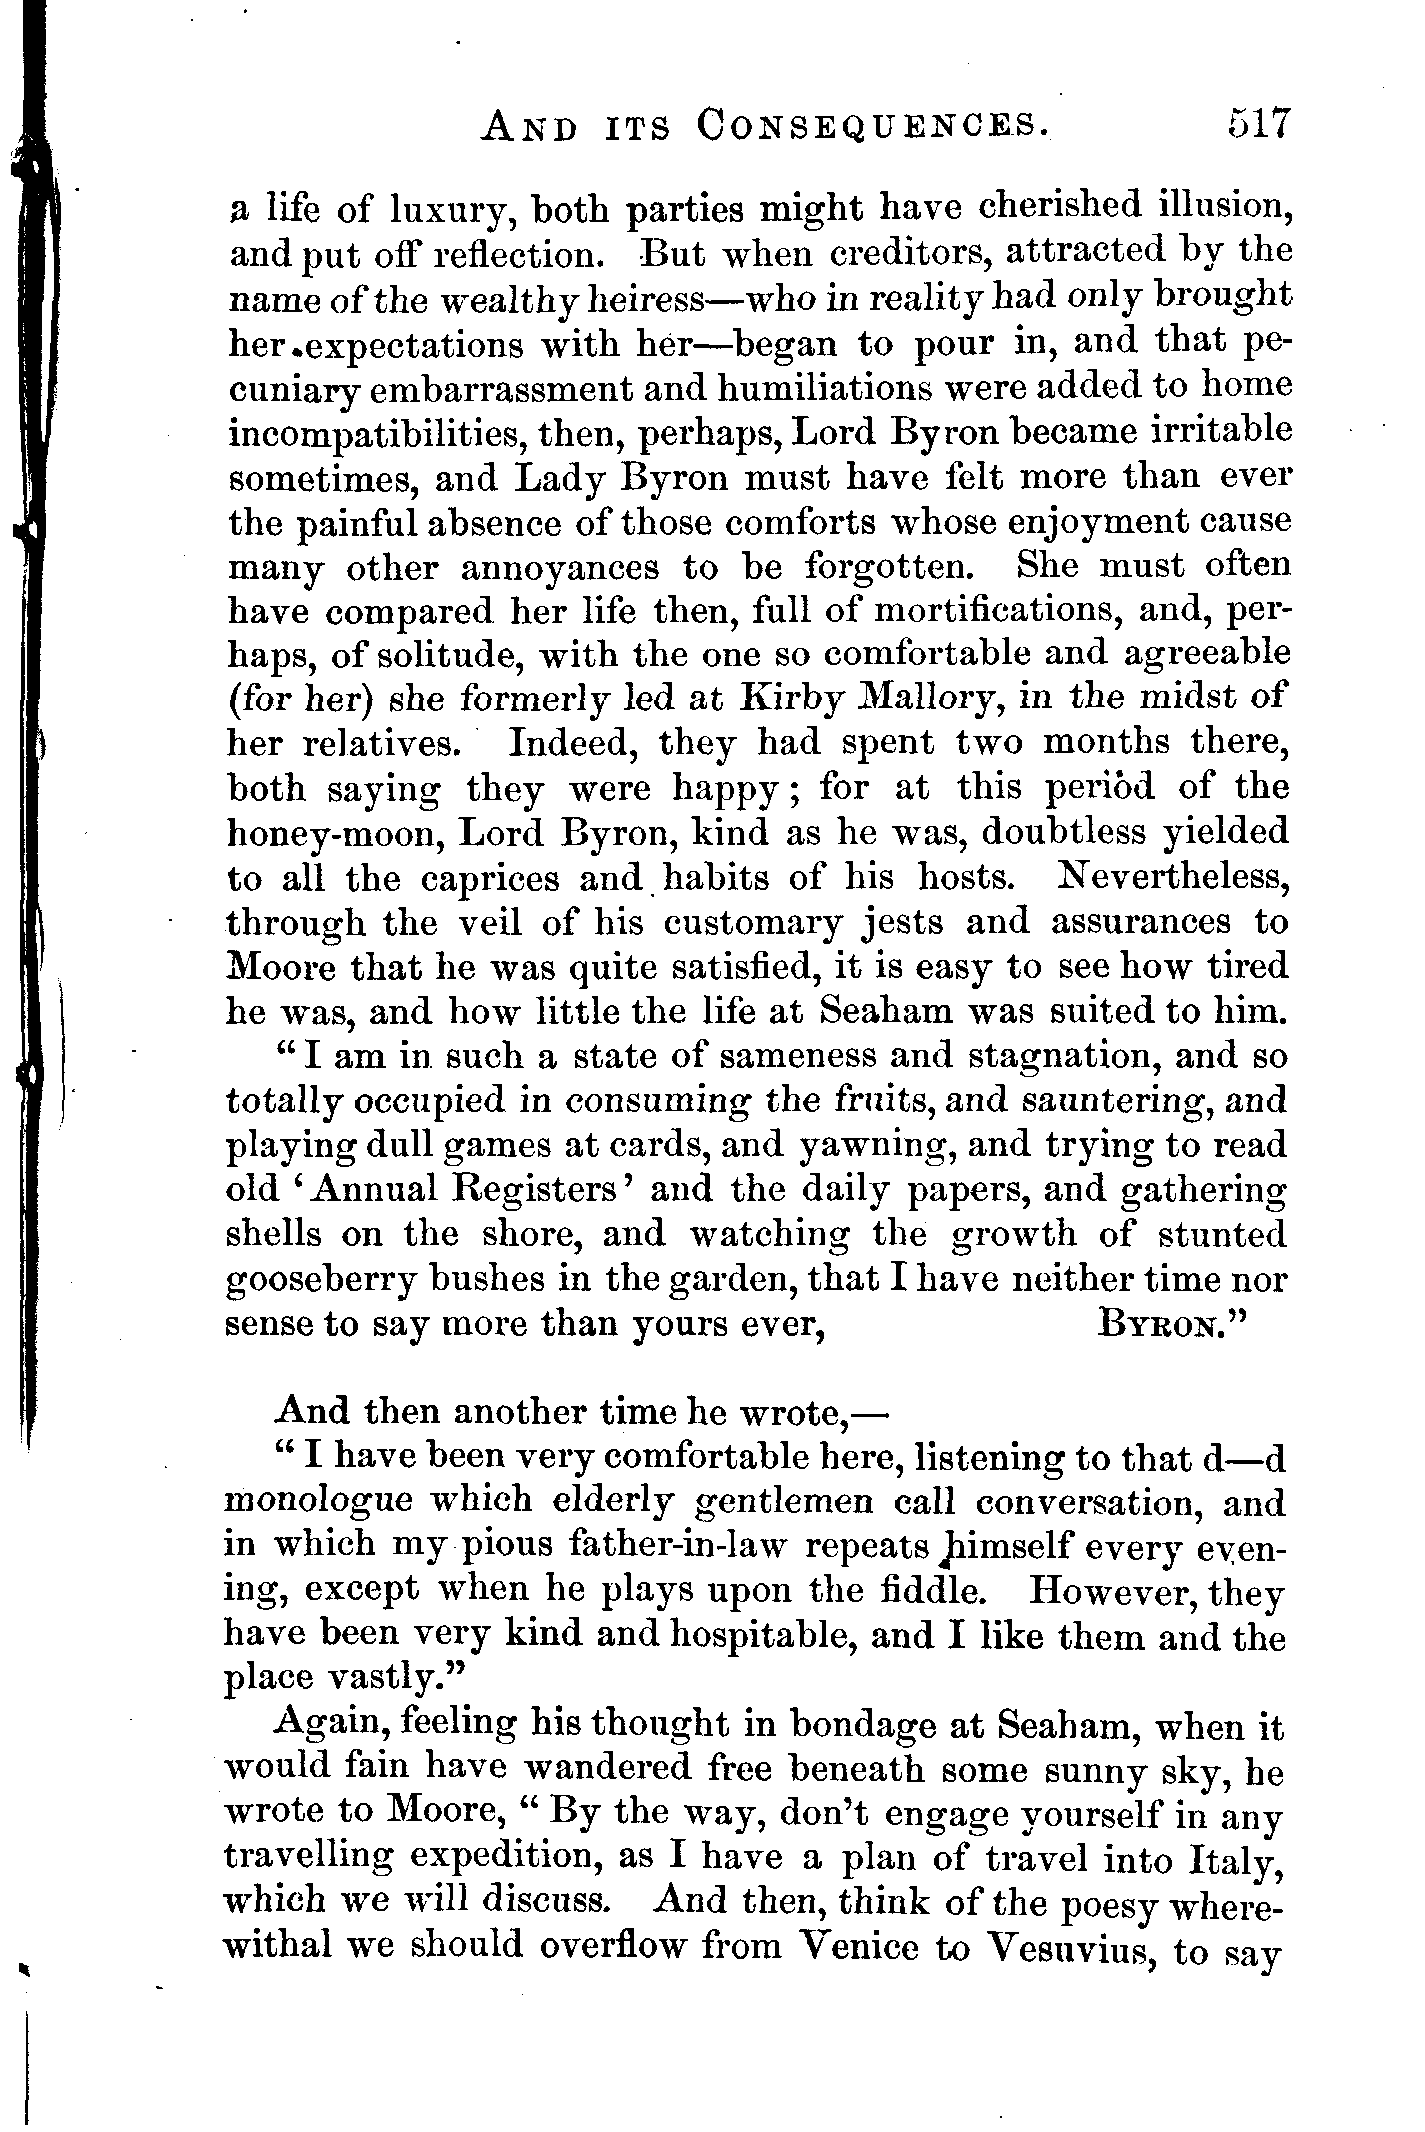 AND ITS CONSEQUENCES. 517
a life of luxury, both parties might have cherished illusion,
and put off reflection. But when creditors, attracted by the
name of the wealthy heiress—who in reality had only brought
her expectations with her—began to pour in, and that pe-
cuniary embarrassment and humiliations were added to home
incompatibilities, then, perhaps, Lord Byron became irritable
sometimes, and Lady Byron must have felt more than ever
the painful absence of those comforts whose enjoyment cause
many other annoyances to be forgotten. She must often
have compared her life then, full of mortifications, and, per-
haps, of solitude, with the one so comfortable and agreeable
(for her) she formerly led at Kirby Mallory, in the midst of
her relatives. Indeed, they had spent two months there,
both saying they were happy; for at this period of the
honey-moon, Lord Byron, kind as he was, doubtless yielded
to all the caprices and habits of his hosts. Nevertheless,
through the veil of his customary jests and assurances to
Moore that he was quite satisfied, it is easy to see how tired
he was, and how little the life at Seaham was suited to him.
“I am in such a state of sameness and stagnation, and so
totally occupied in consuming the fruits, and sauntering, and
playing dull games at cards, and yawning, and trying to read
old ‘Annual Registers’ and the daily papers, and gathering
shells on the shore, and watching the growth of stunted
gooseberry bushes in the garden, that I have neither time nor
sense to say more than yours ever, BYRON.”
And then another time he wrote,—
“I have been very comfortable here, listening to that d—d
monologue which elderly gentlemen call conversation, and
in which my pious father-in-law repeats himself every even-
ing, except when he plays upon the fiddle. However, they
have been very kind and hospitable, and I like them and the
place vastly.”
Again, feeling his thought in bondage at Seaham, when it
would fain have wandered free beneath some sunny sky, he
wrote to Moore, “By the way, don’t engage yourself in any
travelling expedition, as I have a plan of travel into Italy,
which we will discuss. And then, think of the poesy where-
withal we should overflow from Venice to Vesuvius, to say